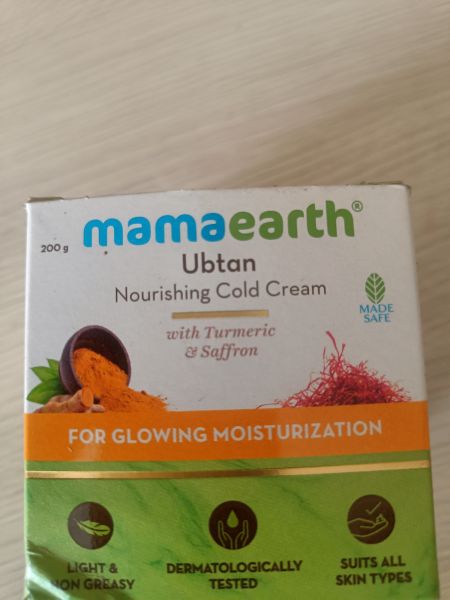 200 g
mamaearth®
Ubtan
Nourishing Cold Cream
with Turmeric
& Saffron
MADE
SAFE
FOR GLOWING MOISTURIZATION
LIGHT &
NON GREASY
DERMATOLOGICALLY
TESTED
SUITS ALL
SKIN TYPES